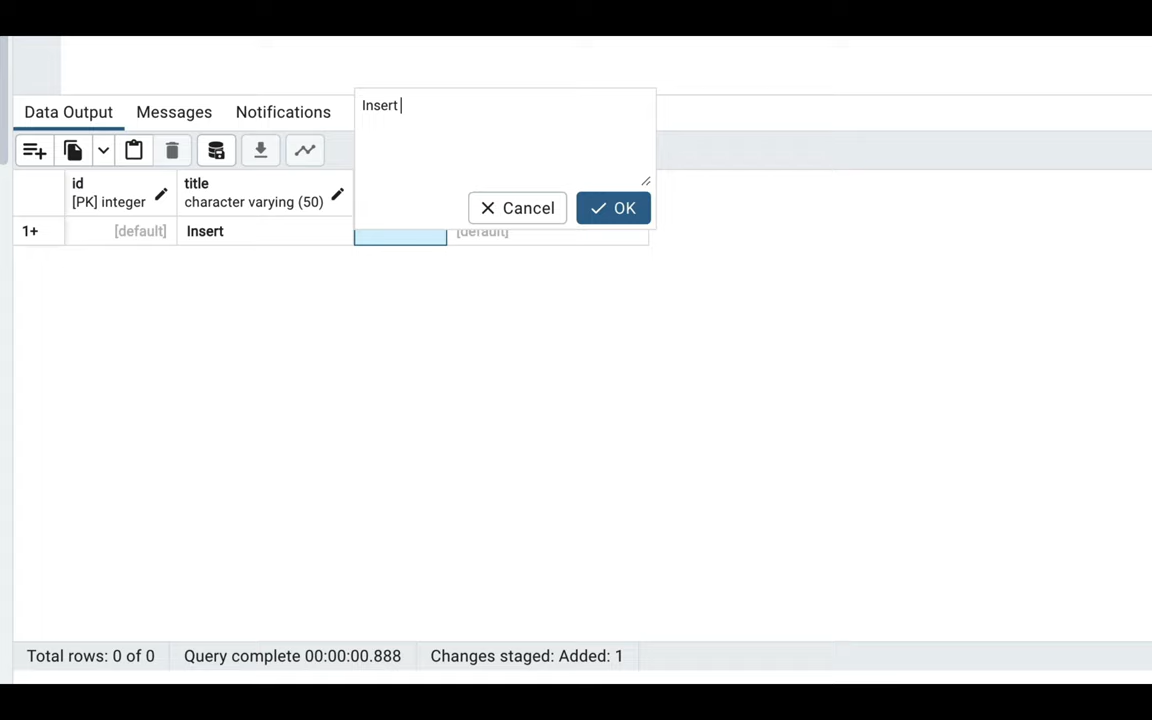 Insert
Data Output Messages Notifications
id
[PK] integer
title
character varying (50)
Cancel OK
1+ [default] Insert [default]
Total rows: 0 of 0 Query complete 00:00:00.888 Changes staged: Added: 1